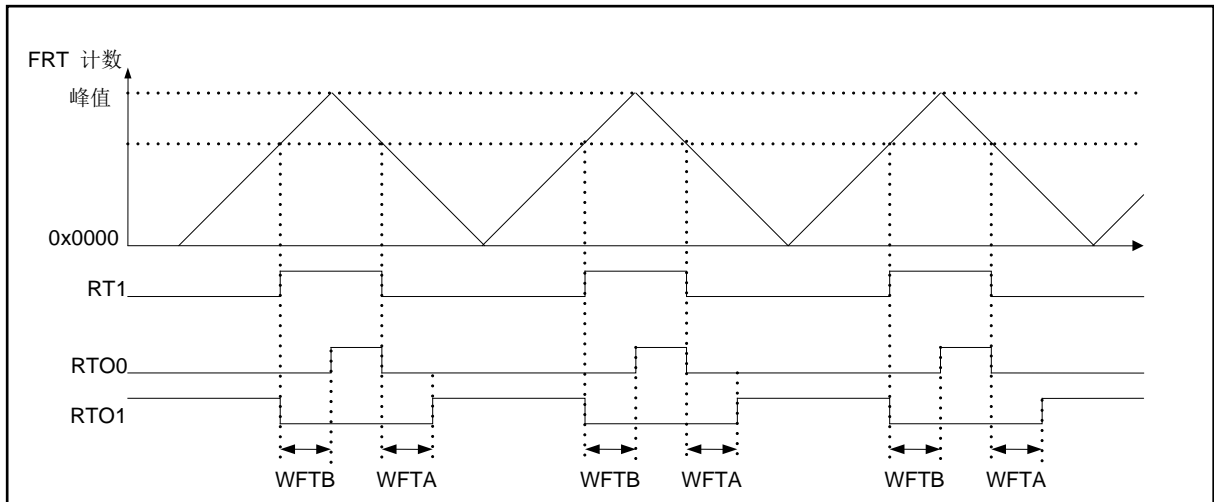 FRT 计数
峰值
0x0000
RT1
RTO0
RTO1
WFTB WFTA WFTB WFTA WFTB WFTA